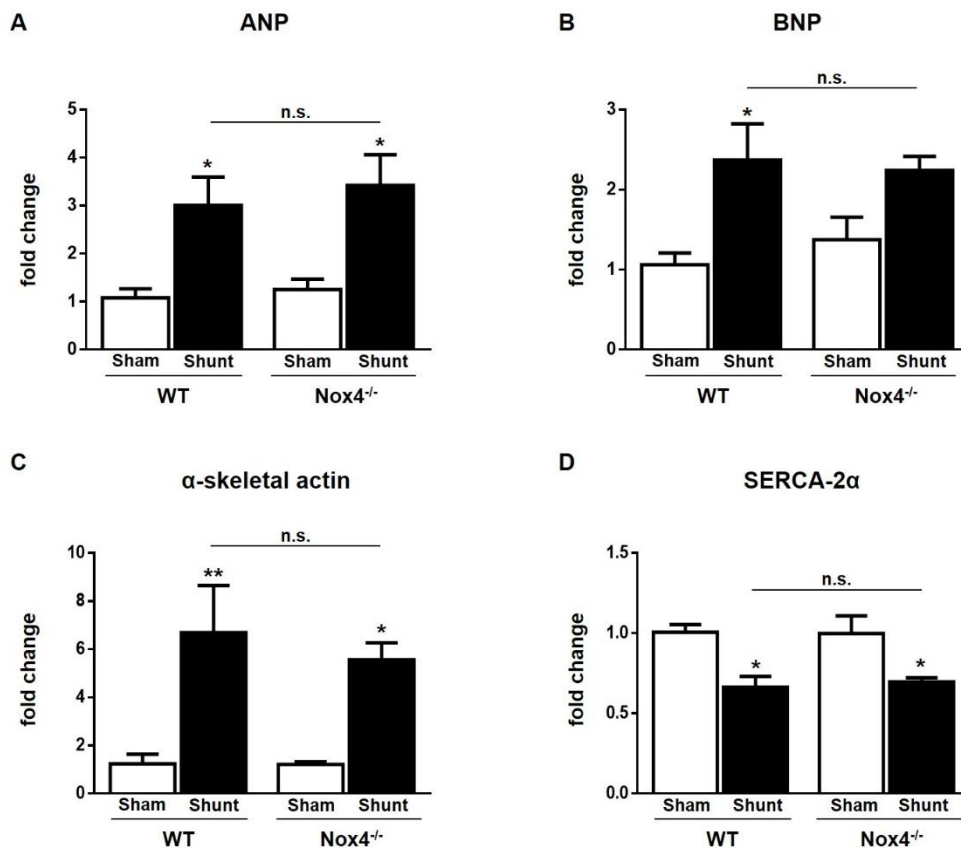 A
ANP
n.s.
5
4
3
2
1
0
fold change
*
*
Sham Shunt Sham Shunt
WT Nox4-/-
B
BNP
n.s.
3
2
1
0
fold change
*
Sham Shunt Sham Shunt
WT Nox4-/-
C
α-skeletal actin
n.s.
10
8
6
4
2
0
fold change
**
*
Sham Shunt Sham Shunt
WT Nox4-/-
D
SERCA-2α
n.s.
1.5
1.0
0.5
0.0
fold change
*
*
Sham Shunt Sham Shunt
WT Nox4-/-